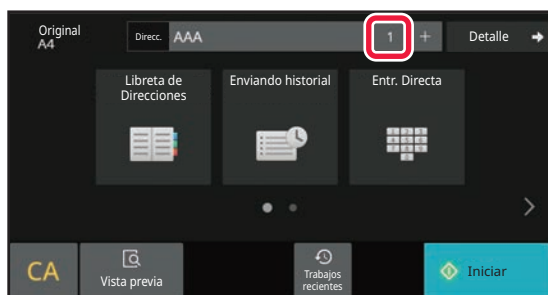 Original
A4
Direcc. AAA 1 + Detalle
Libreta de
Direcciones
Enviando historial
Entr. Directa
CA
Vista previa
Trabajos
recientes
Iniciar